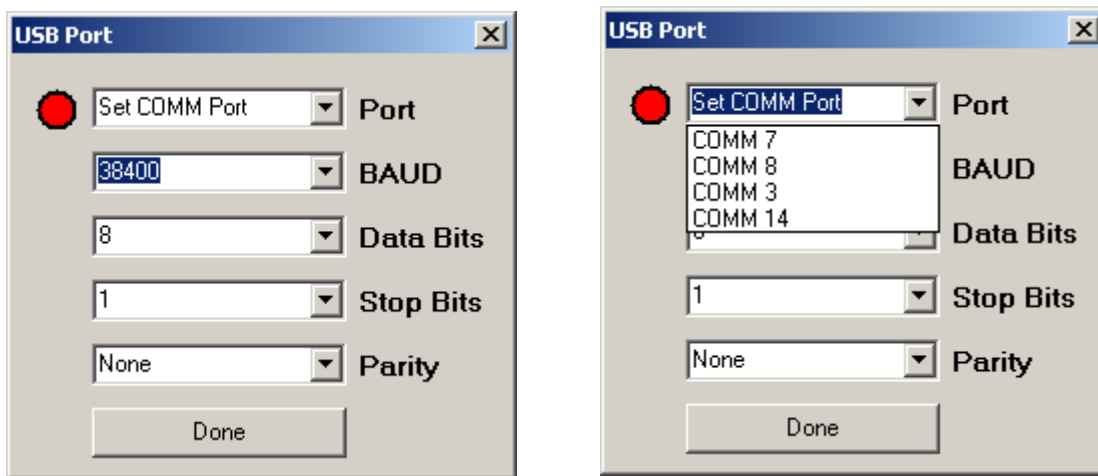 USB Port
Set COMM Port Port
38400 BAUD
8 Data Bits
1 Stop Bits
None Parity
Done
USB Port
Set COMM Port Port
COMM 7
COMM 8 BAUD
COMM 3
COMM 14
Data Bits
1 Stop Bits
None Parity
Done